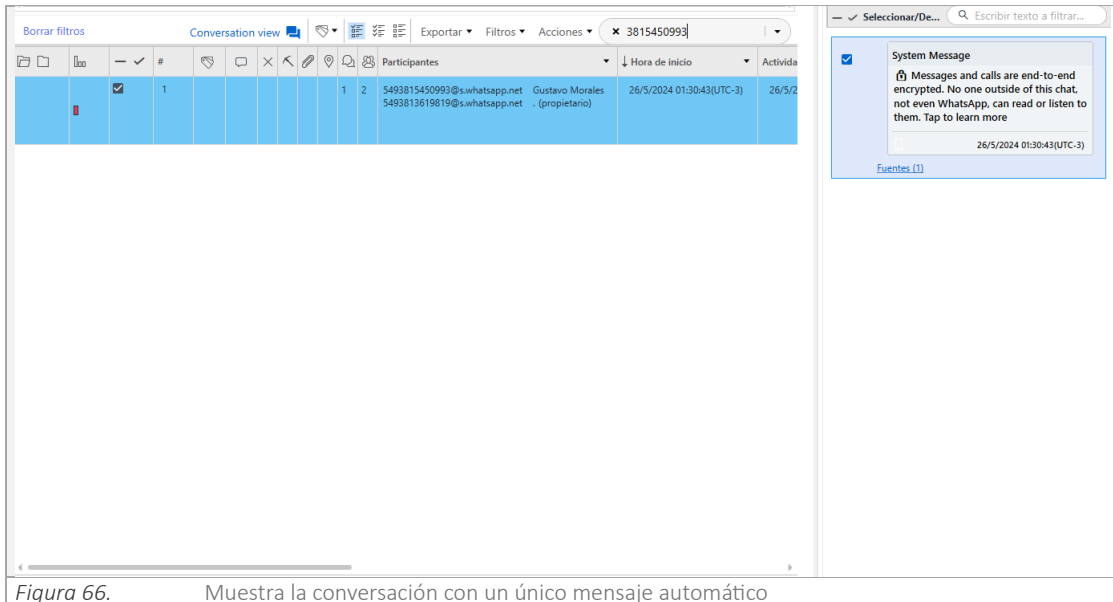 Borrar filtros
Conversation view
Exportar Filtros Acciones
× 3815450993
# Participantes ↓ Hora de inicio Activida
1 1 2 5493815450993@s.whatsapp.net Gustavo Morales 26/5/2024 01:30:43(UTC-3) 26/5/2
5493813619819@s.whatsapp.net . (propietario)
Seleccionar/De... Escribir texto a filtrar...
System Message
Messages and calls are end-to-end
encrypted. No one outside of this chat,
not even WhatsApp, can read or listen to
them. Tap to learn more
26/5/2024 01:30:43(UTC-3)
Fuentes (1)
Figura 66. Muestra la conversación con un único mensaje automático